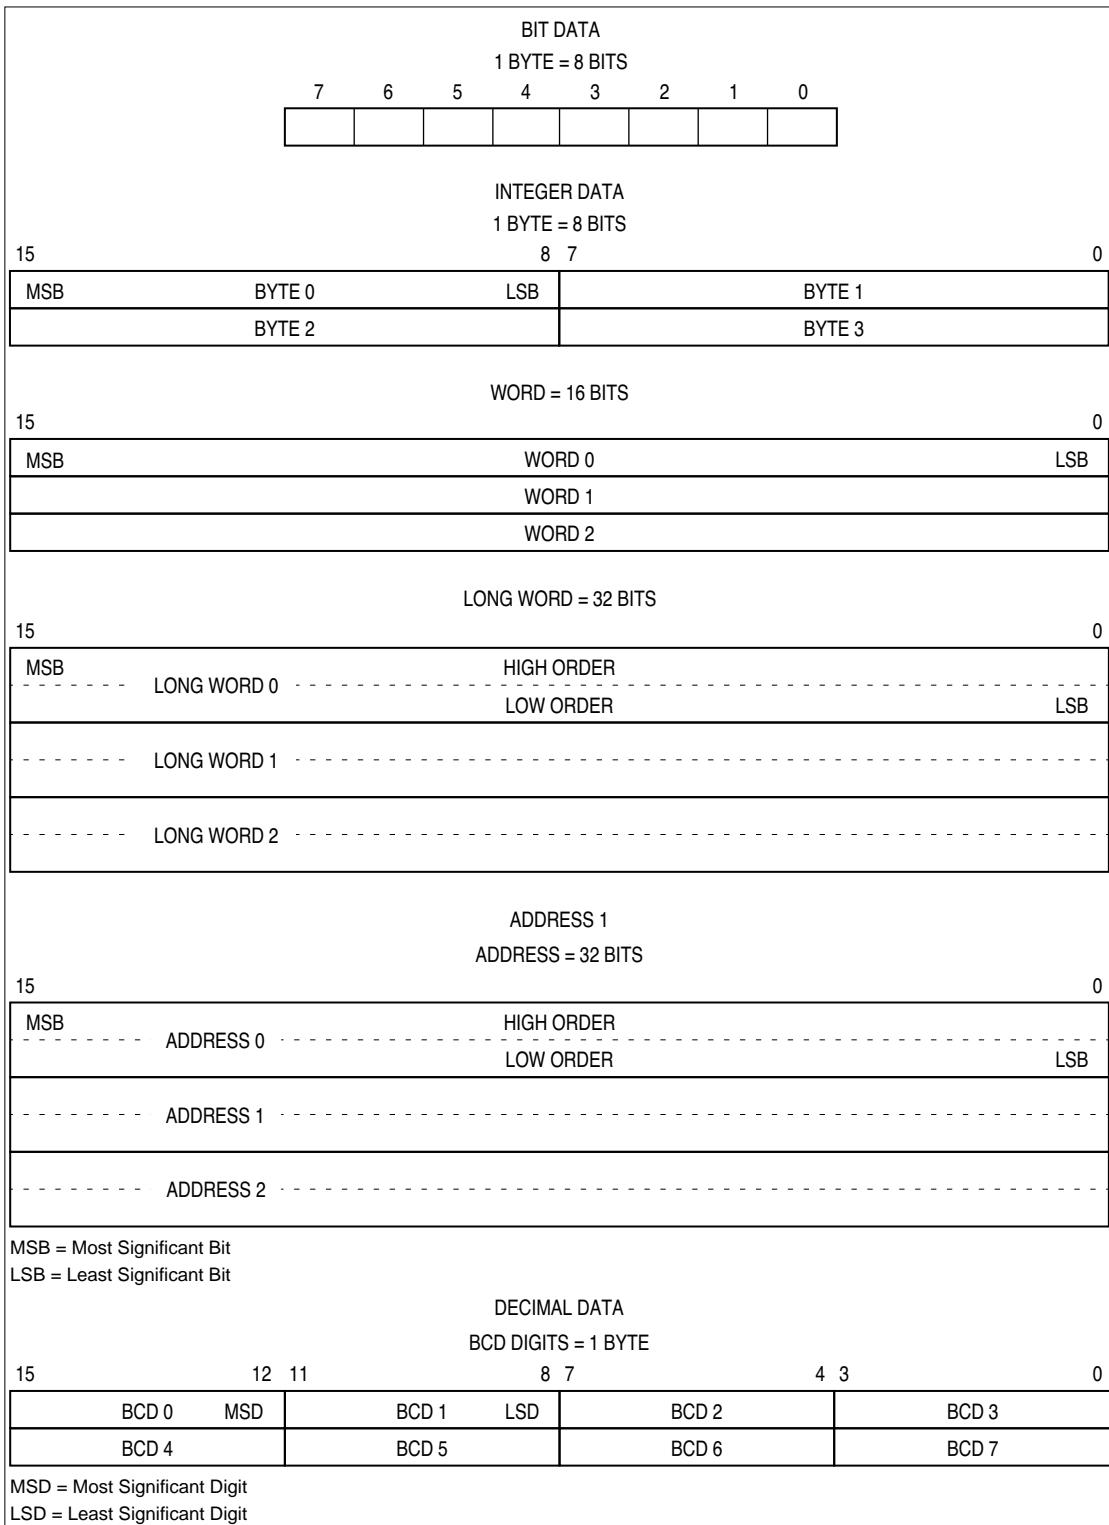 BIT DATA
1 BYTE = 8 BITS
7 6 5 4 3 2 1 0
INTEGER DATA
1 BYTE = 8 BITS
15 8 7 0
MSB BYTE 0 LSB BYTE 1
BYTE 2 BYTE 3
WORD = 16 BITS
15 0
MSB WORD 0 LSB
WORD 1
WORD 2
LONG WORD = 32 BITS
15 0
MSB HIGH ORDER
LONG WORD 0
LOW ORDER LSB
LONG WORD 1
LONG WORD 2
ADDRESS 1
ADDRESS = 32 BITS
15 0
MSB HIGH ORDER
ADDRESS 0
LOW ORDER LSB
ADDRESS 1
ADDRESS 2
MSB = Most Significant Bit
LSB = Least Significant Bit
DECIMAL DATA
BCD DIGITS = 1 BYTE
15 12 11 8 7 4 3 0
BCD 0 MSD BCD 1 LSD BCD 2 BCD 3
BCD 4 BCD 5 BCD 6 BCD 7
MSD = Most Significant Digit
LSD = Least Significant Digit